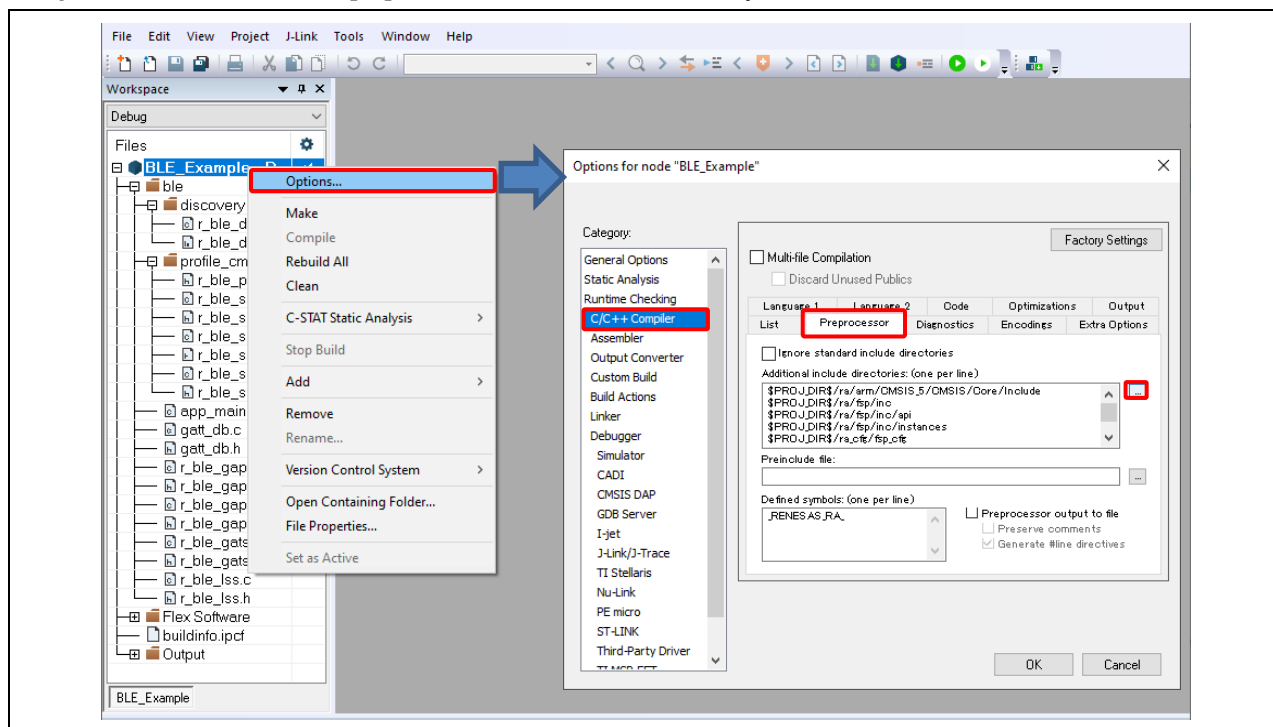 File Edit View Project J-Link Tools Window Help
Workspace
Debug
Files
BLE_Example
ble
discovery
r_ble_d
r_ble_d
profile_cm
r_ble_p
r_ble_s
r_ble_s
r_ble_s
r_ble_s
r_ble_s
r_ble_s
app_main
gatt_db.c
gatt_db.h
r_ble_gap
r_ble_gap
r_ble_gap
r_ble_gap
r_ble_gats
r_ble_gats
r_ble_lss.c
r_ble_lss.h
Flex Software
buildinfo.ipcf
Output
BLE_Example
Options...
Make
Compile
Rebuild All
Clean
C-STAT Static Analysis
Stop Build
Add
Remove
Rename...
Version Control System
Open Containing Folder...
File Properties...
Set as Active
Options for node "BLE_Example"
Category:
General Options
Static Analysis
Runtime Checking
C/C++ Compiler
Assembler
Output Converter
Custom Build
Build Actions
Linker
Debugger
Simulator
CADI
CMSIS DAP
GDB Server
I-jet
J-Link/J-Trace
TI Stellaris
Nu-Link
PE micro
ST-LINK
Third-Party Driver
Factory Settings
Multi-file Compilation
Discard Unused Publics
Language 1 Language 2 Code Optimizations Output
List Preprocessor Diagnostics Encodings Extra Options
Ignore standard include directories
Additional include directories: (one per line)
$PROJ_DIR$/ra/arm/CMSIS_5/CMSIS/Core/Include
$PROJ_DIR$/ra/fsp/inc
$PROJ_DIR$/ra/fsp/inc/api
$PROJ_DIR$/ra/fsp/inc/instances
$PROJ_DIR$/ra_cfg/fsp_cfg
...
Preinclude file:
...
Defined symbols: (one per line)
_RENESAS_RA_
Preprocessor output to file
Preserve comments
Generate #line directives
OK Cancel